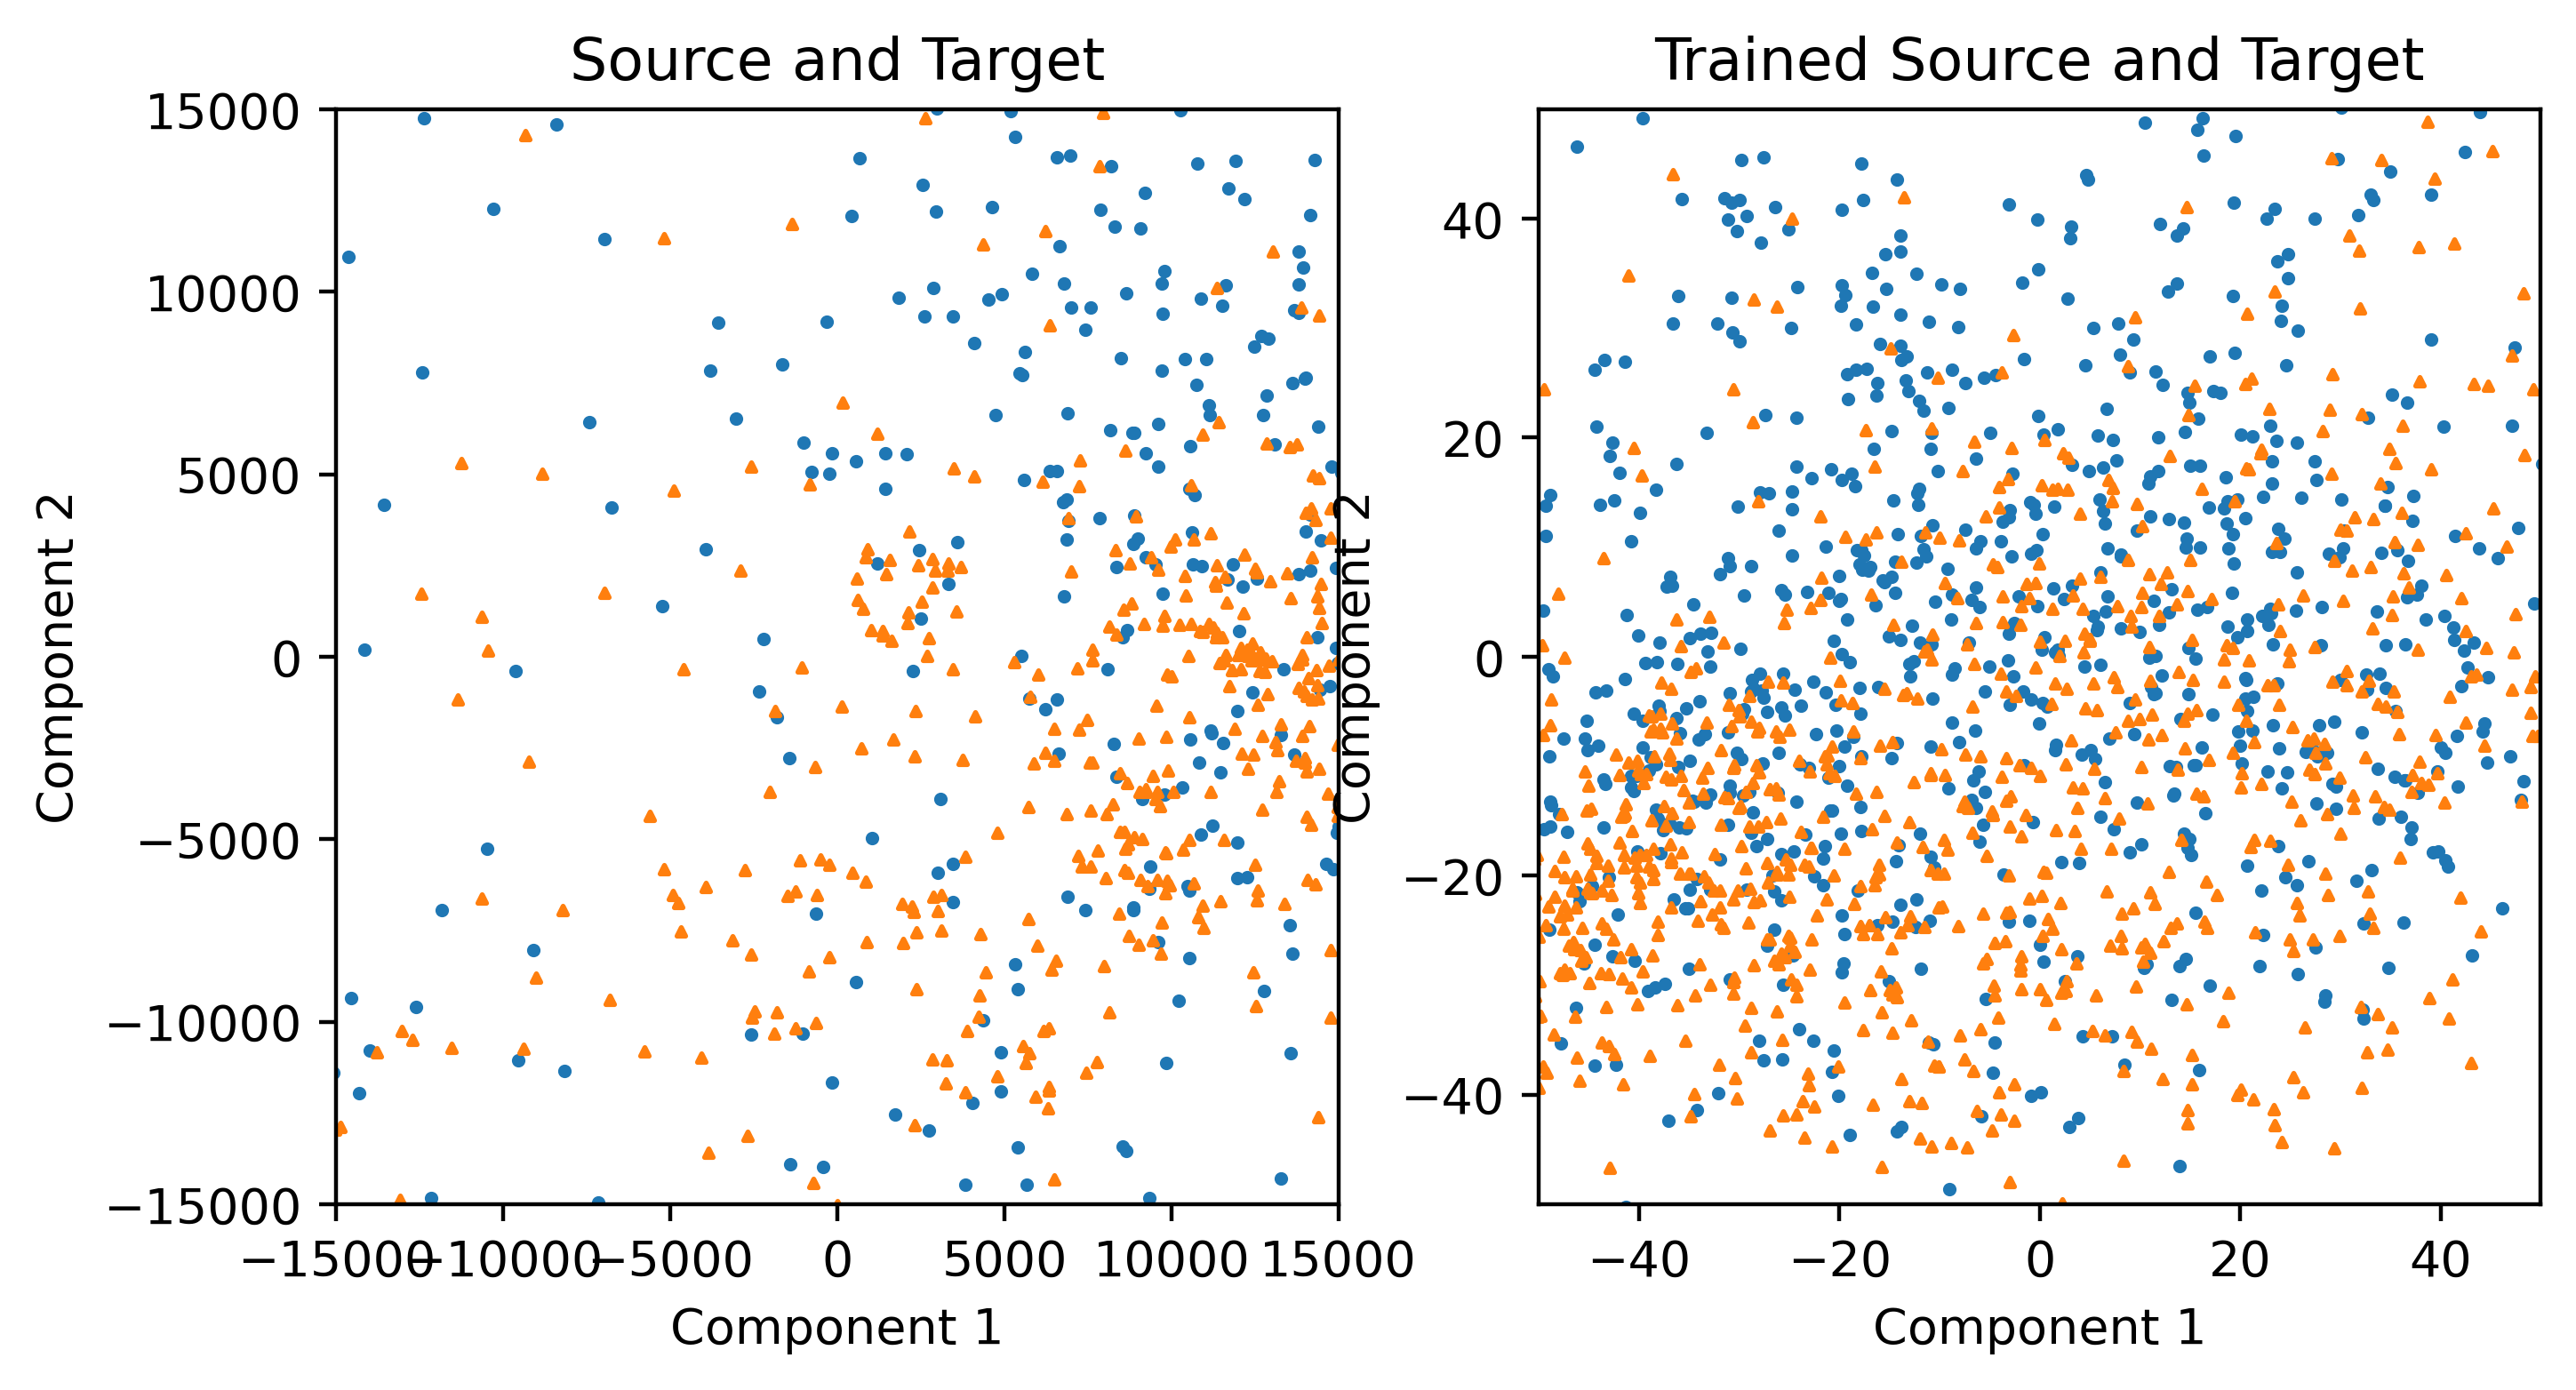 Source and Target
Trained Source and Target
15000
10000
5000
0
−5000
−10000
−15000
Component 2
−15000 −10000 −5000 0 5000 10000 15000
Component 1
40
20
0
−20
−40
Component 2
−40 −20 0 20 40
Component 1